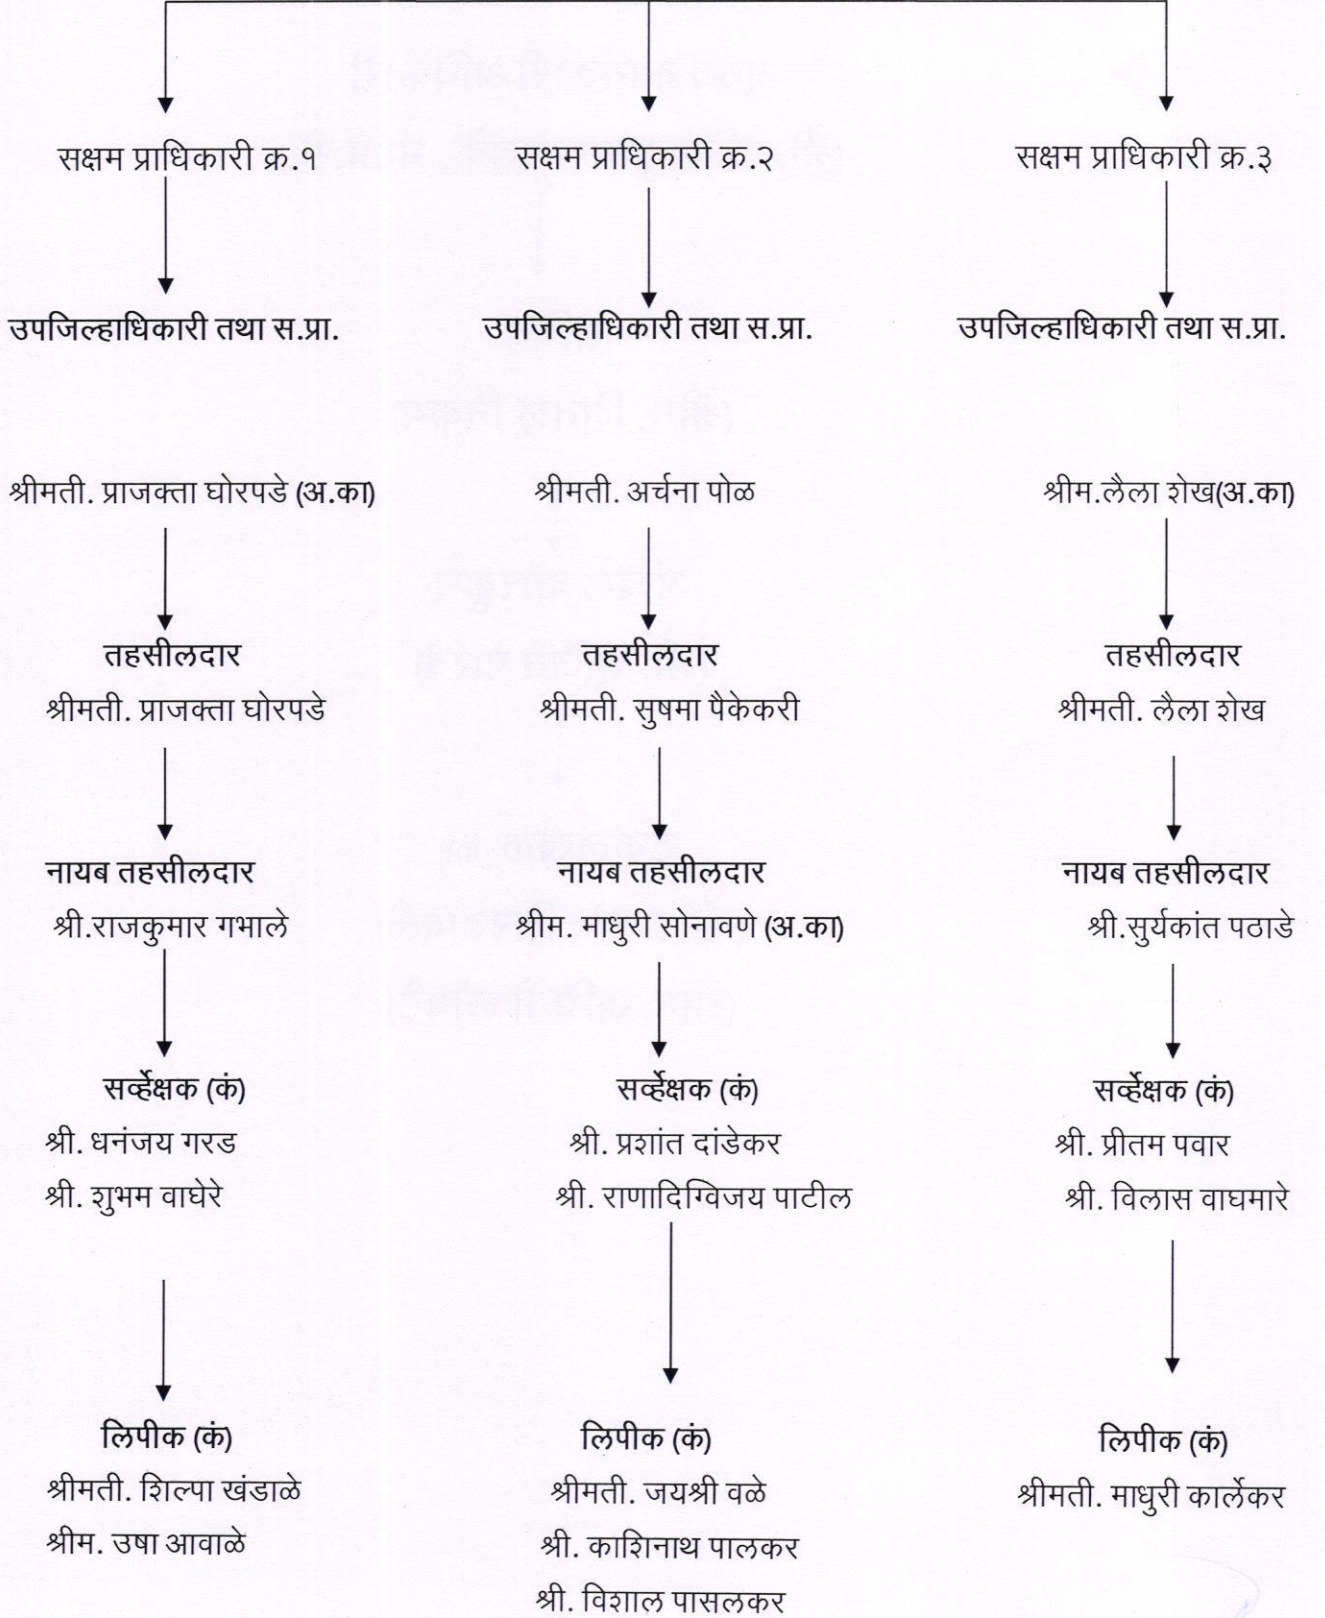 सक्षम प्राधिकारी क्र.१
सक्षम प्राधिकारी क्र.२
सक्षम प्राधिकारी क्र.३
उपजिल्हाधिकारी तथा स.प्रा.
उपजिल्हाधिकारी तथा स.प्रा.
उपजिल्हाधिकारी तथा स.प्रा.
श्रीमती. प्राजक्ता घोरपडे (अ.का)
श्रीमती. अर्चना पोळ
श्रीम.लैला शेख(अ.का)
तहसीलदार
तहसीलदार
तहसीलदार
श्रीमती. प्राजक्ता घोरपडे
श्रीमती. सुषमा पैकेकरी
श्रीमती. लैला शेख
नायब तहसीलदार
नायब तहसीलदार
नायब तहसीलदार
श्री.राजकुमार गभाले
श्रीम. माधुरी सोनावणे (अ.का)
श्री.सुर्यकांत पठाडे
सर्व्हेक्षक (कं)
सर्व्हेक्षक (कं)
सर्व्हेक्षक (कं)
श्री. धनंजय गरड
श्री. प्रशांत दांडेकर
श्री. प्रीतम पवार
श्री. शुभम वाघेरे
श्री. राणादिग्विजय पाटील
श्री. विलास वाघमारे
लिपीक (कं)
लिपीक (कं)
लिपीक (कं)
श्रीमती. शिल्पा खंडाळे
श्रीमती. जयश्री वळे
श्रीमती. माधुरी कार्लेकर
श्रीम. उषा आवाळे
श्री. काशिनाथ पालकर
श्री. विशाल पासलकर